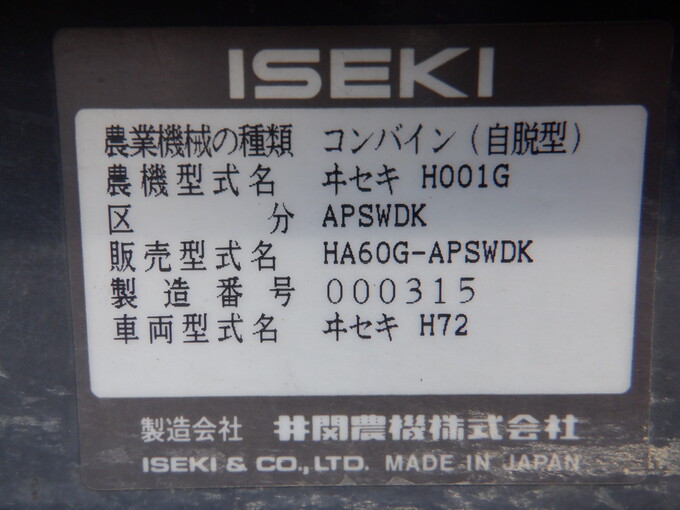 ISEKI
農業機械の種類 コンバイン(自脱型)
農機型式名 ヰセキ H001G
区分 APSWDK
販売型式名 HA60G-APSWDK
製造番号 000315
車両型式名 ヰセキ H72
製造会社 井関農機株式会社
ISEKI & CO., LTD. MADE IN JAPAN